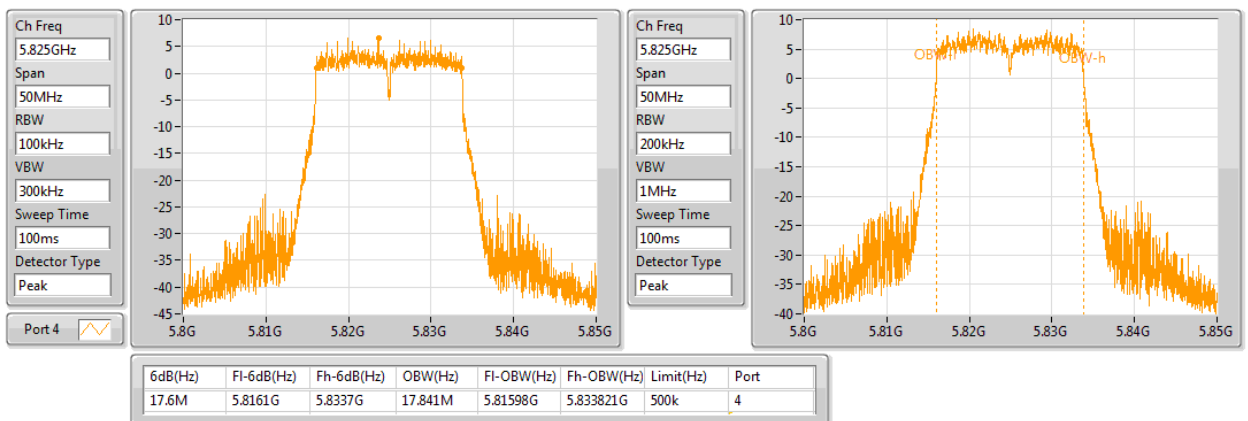 Ch Freq
5.825GHz
Span
50MHz
RBW
100kHz
VBW
300kHz
Sweep Time
100ms
Detector Type
Peak
Port 4
10
5
0
-5
-10
-15
-20
-25
-30
-35
-40
-45
5.8G 5.81G 5.82G 5.83G 5.84G 5.85G
Ch Freq
5.825GHz
Span
50MHz
RBW
200kHz
VBW
1MHz
Sweep Time
100ms
Detector Type
Peak
10
5
0
-5
-10
-15
-20
-25
-30
-35
-40
OBW-h
5.8G 5.81G 5.82G 5.83G 5.84G 5.85G
6dB(Hz) Fl-6dB(Hz) Fh-6dB(Hz) OBW(Hz) Fl-OBW(Hz) Fh-OBW(Hz) Limit(Hz) Port
17.6M 5.8161G 5.8337G 17.841M 5.81598G 5.833821G 500k 4